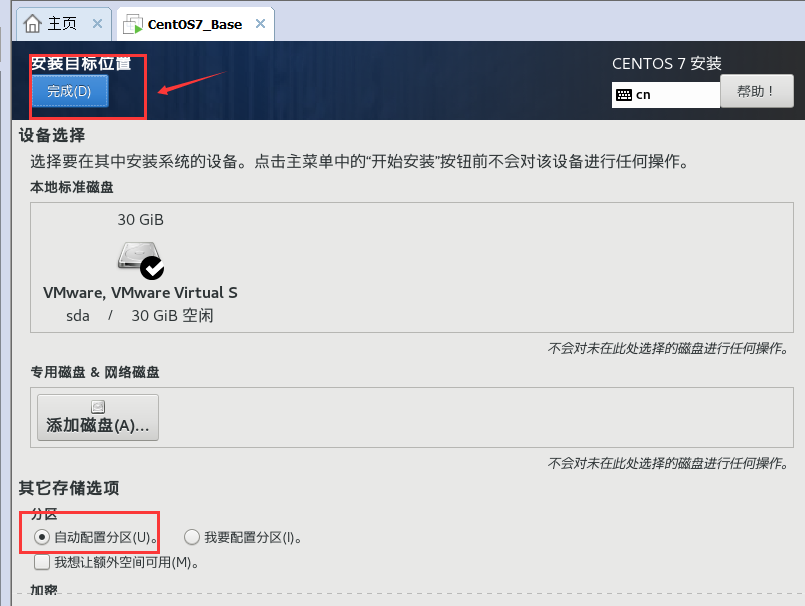 主页
CentOS7_Base
安装目标位置
CENTOS 7 安装
完成(D)
cn
帮助！
设备选择
选择要在其中安装系统的设备。点击主菜单中的“开始安装”按钮前不会对该设备进行任何操作。
本地标准磁盘
30 GiB
VMware, VMware Virtual S
sda / 30 GiB 空闲
不会对未在此处选择的磁盘进行任何操作。
专用磁盘 & 网络磁盘
添加磁盘(A)...
不会对未在此处选择的磁盘进行任何操作。
其它存储选项
分区
自动配置分区(U)。 我要配置分区(I)。
我想让额外空间可用(M)。
加密